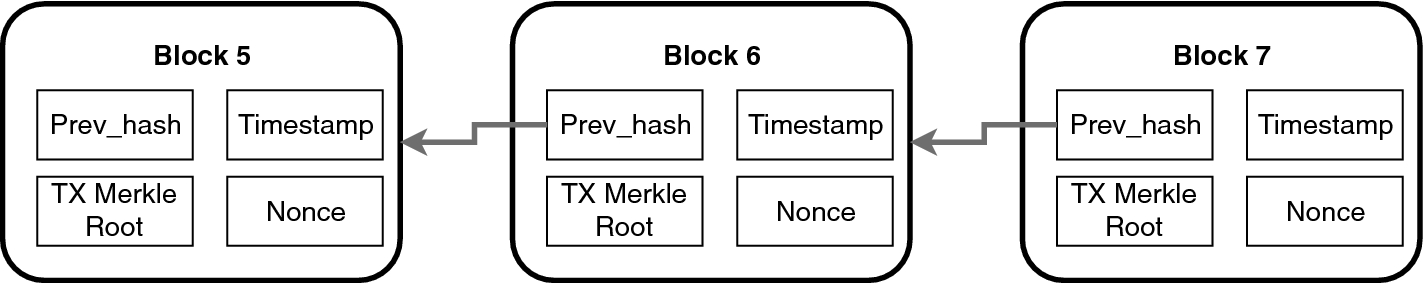 Block 5
Prev_hash
Timestamp
TX Merkle
Root
Nonce
Block 6
Prev_hash
Timestamp
TX Merkle
Root
Nonce
Block 7
Prev_hash
Timestamp
TX Merkle
Root
Nonce